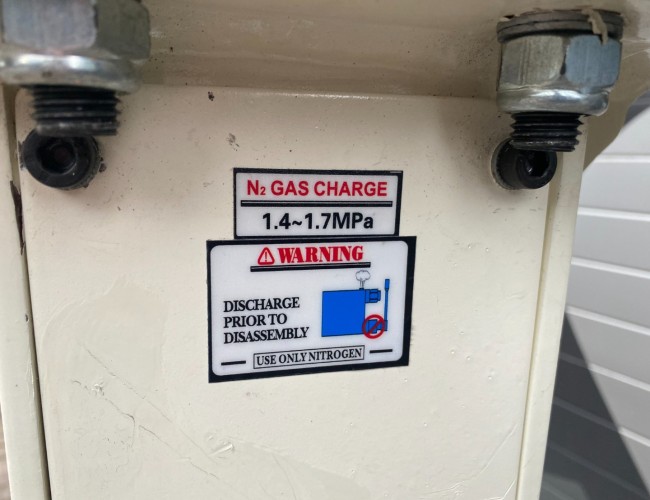 N₂ GAS CHARGE
1.4~1.7MPa
WARNING
DISCHARGE
PRIOR TO
DISASSEMBLY
USE ONLY NITROGEN